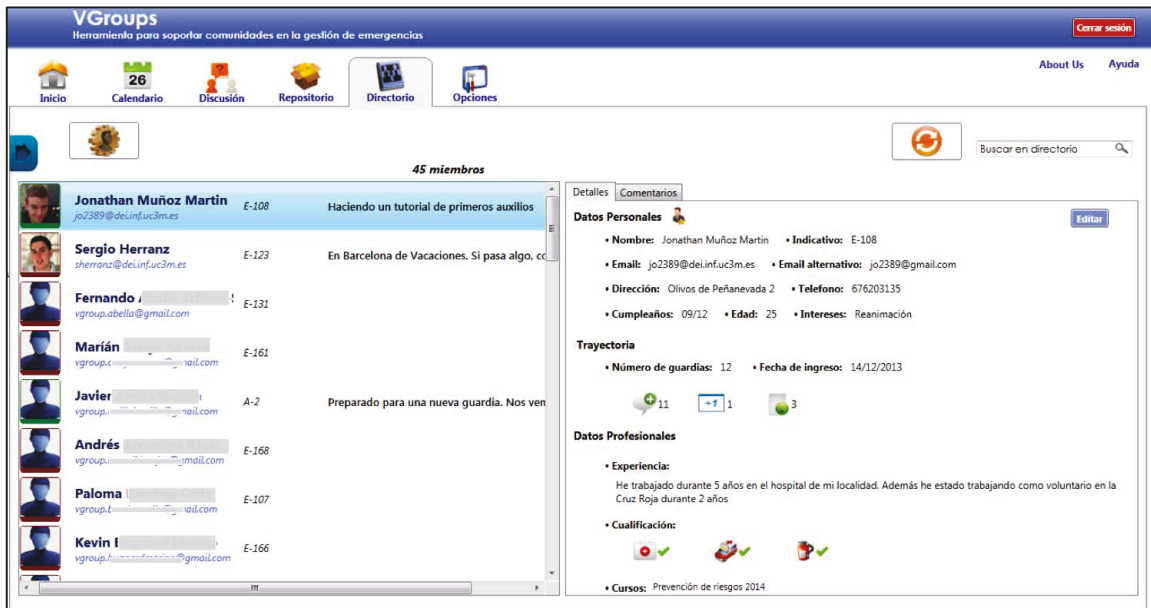 VGroups
Herramienta para soportar comunidades en la gestión de emergencias
Cerrar sesión
About Us Ayuda
26
Inicio Calendario Discusión Repositorio Directorio Opciones
Buscar en directorio
45 miembros
Jonathan Muñoz Martin E-108 Haciendo un tutorial de primeros auxilios
jo2389@dei.inf.uc3m.es
Sergio Herranz E-123 En Barcelona de Vacaciones. Si pasa algo, co
sherranz@dei.inf.uc3m.es
Fernando E-131
vgroup.abella@gmail.com
Marían E-161
Javier A-2 Preparado para una nueva guardia. Nos ven
Andrés E-168
Paloma E-107
Kevin E-166
Detalles Comentarios
Datos Personales Editar
• Nombre: Jonathan Muñoz Martin • Indicativo: E-108
• Email: jo2389@dei.inf.uc3m.es • Email alternativo: jo2389@gmail.com
• Dirección: Olivos de Peñanevada 2 • Telefono: 676203135
• Cumpleaños: 09/12 • Edad: 25 • Intereses: Reanimación
Trayectoria
• Número de guardias: 12 • Fecha de ingreso: 14/12/2013
11 +1 1 3
Datos Profesionales
• Experiencia:
He trabajado durante 5 años en el hospital de mi localidad. Además he estado trabajando como voluntario en la
Cruz Roja durante 2 años
• Cualificación:
• Cursos: Prevención de riesgos 2014